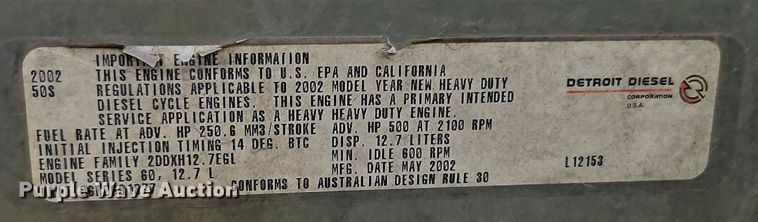 IMPORTANT ENGINE INFORMATION
2002 THIS ENGINE CONFORMS TO U.S. EPA AND CALIFORNIA
50S REGULATIONS APPLICABLE TO 2002 MODEL YEAR NEW HEAVY DUTY
DIESEL CYCLE ENGINES. THIS ENGINE HAS A PRIMARY INTENDED
SERVICE APPLICATION AS A HEAVY HEAVY DUTY ENGINE.
FUEL RATE AT ADV. HP 250.6 MM3/STROKE ADV. HP 500 AT 2100 RPM
INITIAL INJECTION TIMING 14 DEG. BTC DISP. 12.7 LITERS
ENGINE FAMILY 2DDXH12.7EGL MIN. IDLE 600 RPM
MODEL SERIES 60, 12.7 L MFG. DATE MAY 2002
CONFORMS TO AUSTRALIAN DESIGN RULE 30
DETROIT DIESEL
CORPORATION
U.S.A.
L12153
Purple Wave Auction